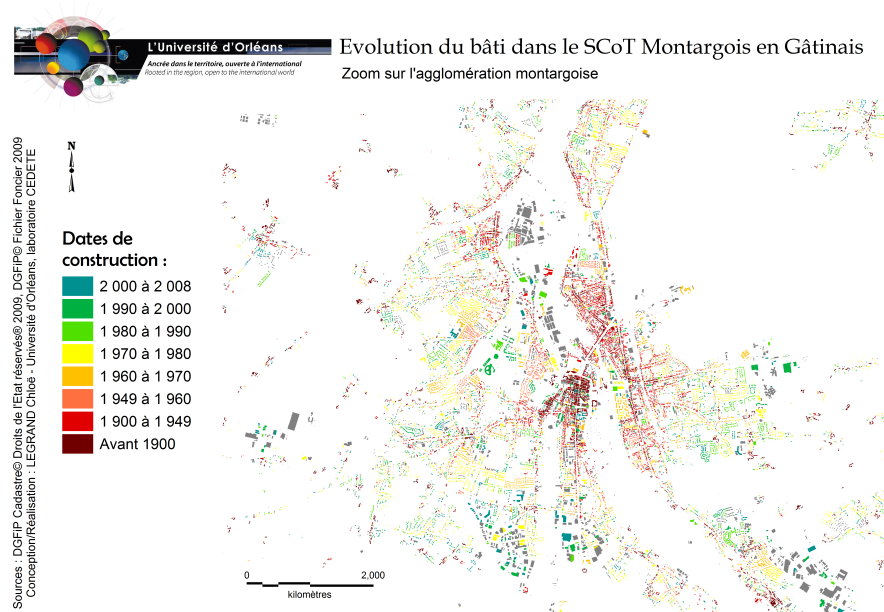 L'Université d'Orléans
Ancrée dans le territoire, ouverte à l'international
Rooted in the region, open to the international world
Evolution du bâti dans le SCoT Montargois en Gâtinais
Zoom sur l'agglomération montargoise
N
Dates de
construction :
2 000 à 2 008
1 990 à 2 000
1 980 à 1 990
1 970 à 1 980
1 960 à 1 970
1 949 à 1 960
1 900 à 1 949
Avant 1900
Sources : DGFIP Cadastre© Droits de l'Etat réservés® 2009, DGFiP© Fichier Foncier 2009
Conception/Réalisation : LEGRAND Chloé - Université d'Orléans, laboratoire CEDETE
0 2,000
kilomètres